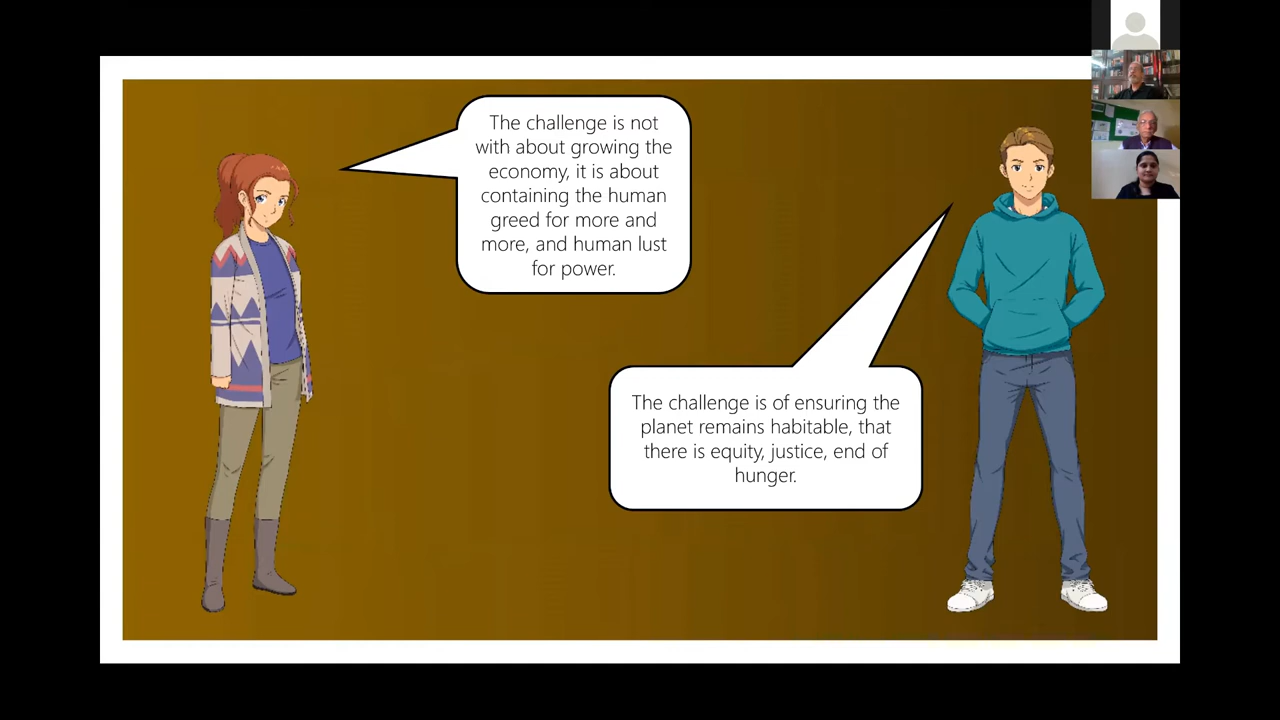 The challenge is not
with about growing the
economy, it is about
containing the human
greed for more and
more, and human lust
for power.
The challenge is of ensuring the
planet remains habitable, that
there is equity, justice, end of
hunger.